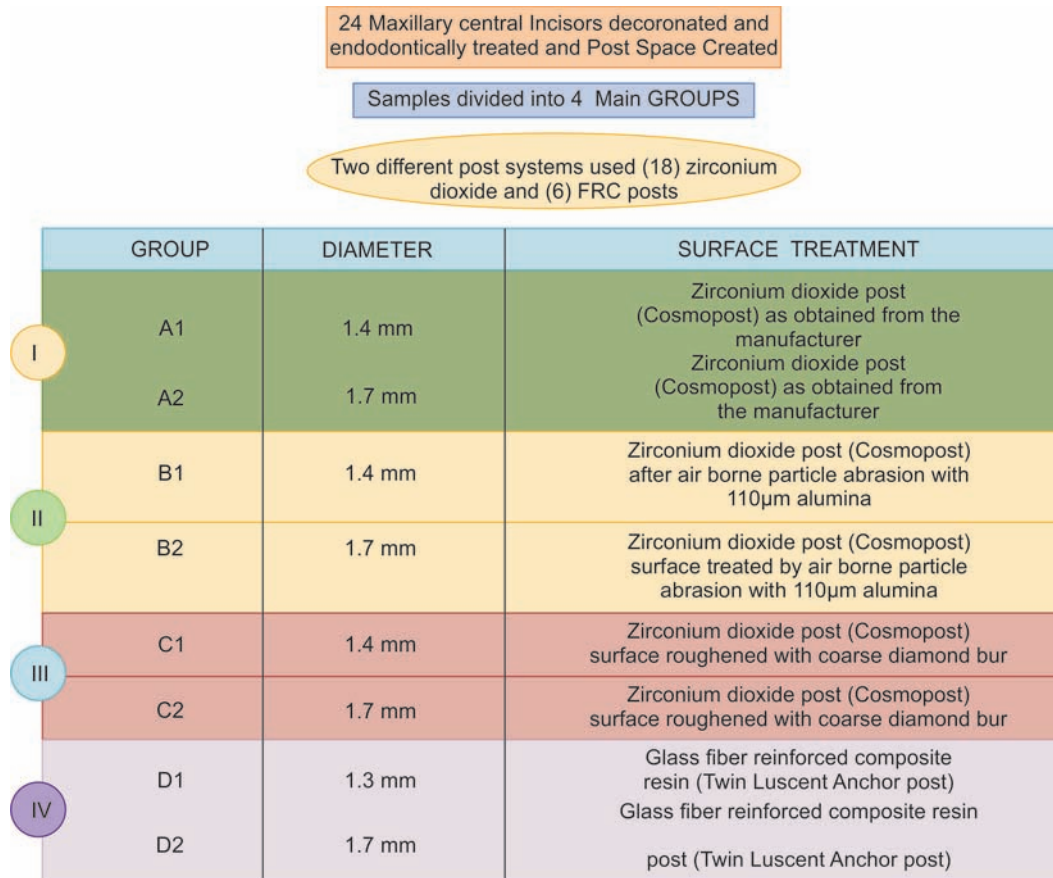 24 Maxillary central Incisors decoronated and
endodontically treated and Post Space Created
Samples divided into 4 Main GROUPS
Two different post systems used (18) zirconium
dioxide and (6) FRC posts
GROUP DIAMETER SURFACE TREATMENT
I
A1 1.4 mm Zirconium dioxide post
(Cosmopost) as obtained from the
manufacturer
A2 1.7 mm Zirconium dioxide post
(Cosmopost) as obtained from
the manufacturer
II
B1 1.4 mm Zirconium dioxide post (Cosmopost)
after air borne particle abrasion with
110µm alumina
B2 1.7 mm Zirconium dioxide post (Cosmopost)
surface treated by air borne particle
abrasion with 110µm alumina
III
C1 1.4 mm Zirconium dioxide post (Cosmopost)
surface roughened with coarse diamond bur
C2 1.7 mm Zirconium dioxide post (Cosmopost)
surface roughened with coarse diamond bur
IV
D1 1.3 mm Glass fiber reinforced composite
resin (Twin Luscent Anchor post)
D2 1.7 mm Glass fiber reinforced composite resin
post (Twin Luscent Anchor post)